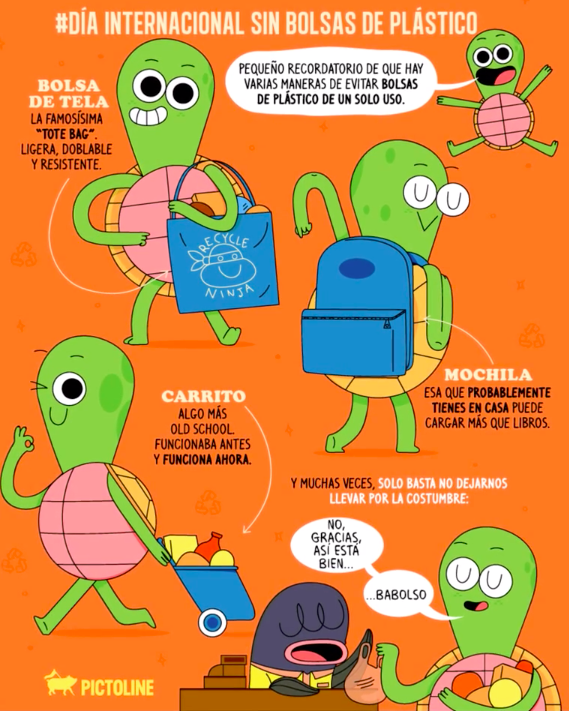 #DÍA INTERNACIONAL SIN BOLSAS DE PLÁSTICO
PEQUEÑO RECORDATORIO DE QUE HAY
VARIAS MANERAS DE EVITAR BOLSAS
DE PLÁSTICO DE UN SOLO USO.
BOLSA
DE TELA
LA FAMOSÍSIMA
"TOTE BAG".
LIGERA, DOBLABLE
Y RESISTENTE.
RECYCLE
NINJA
MOCHILA
ESA QUE PROBABLEMENTE
TIENES EN CASA PUEDE
CARGAR MÁS QUE LIBROS.
CARRITO
ALGO MÁS
OLD SCHOOL.
FUNCIONABA ANTES
Y FUNCIONA AHORA.
Y MUCHAS VECES, SOLO BASTA NO DEJARNOS
LLEVAR POR LA COSTUMBRE:
NO,
GRACIAS,
ASÍ ESTÁ
BIEN...
...BABOLSO
PICTOLINE